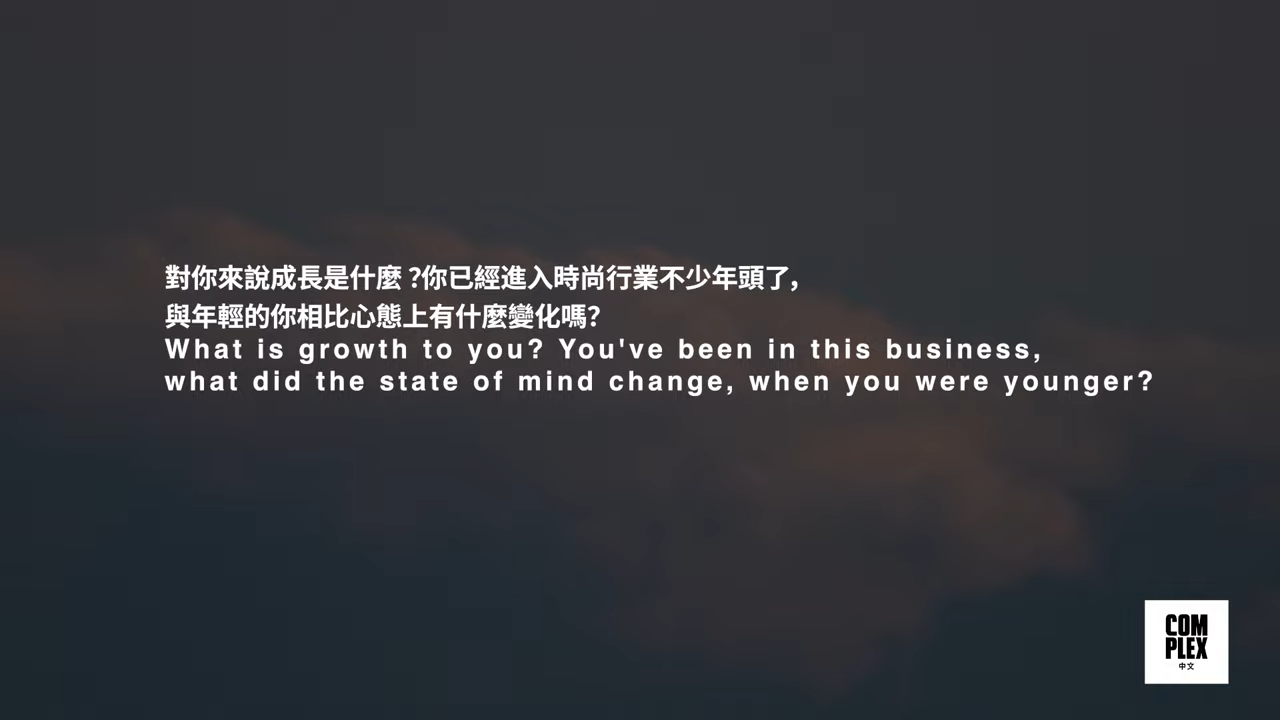 對你來說成長是什麼 ?你已經進入時尚行業不少年頭了,
與年輕的你相比心態上有什麼變化嗎?
What is growth to you? You've been in this business,
what did the state of mind change, when you were younger?
COM
PLEX
中文